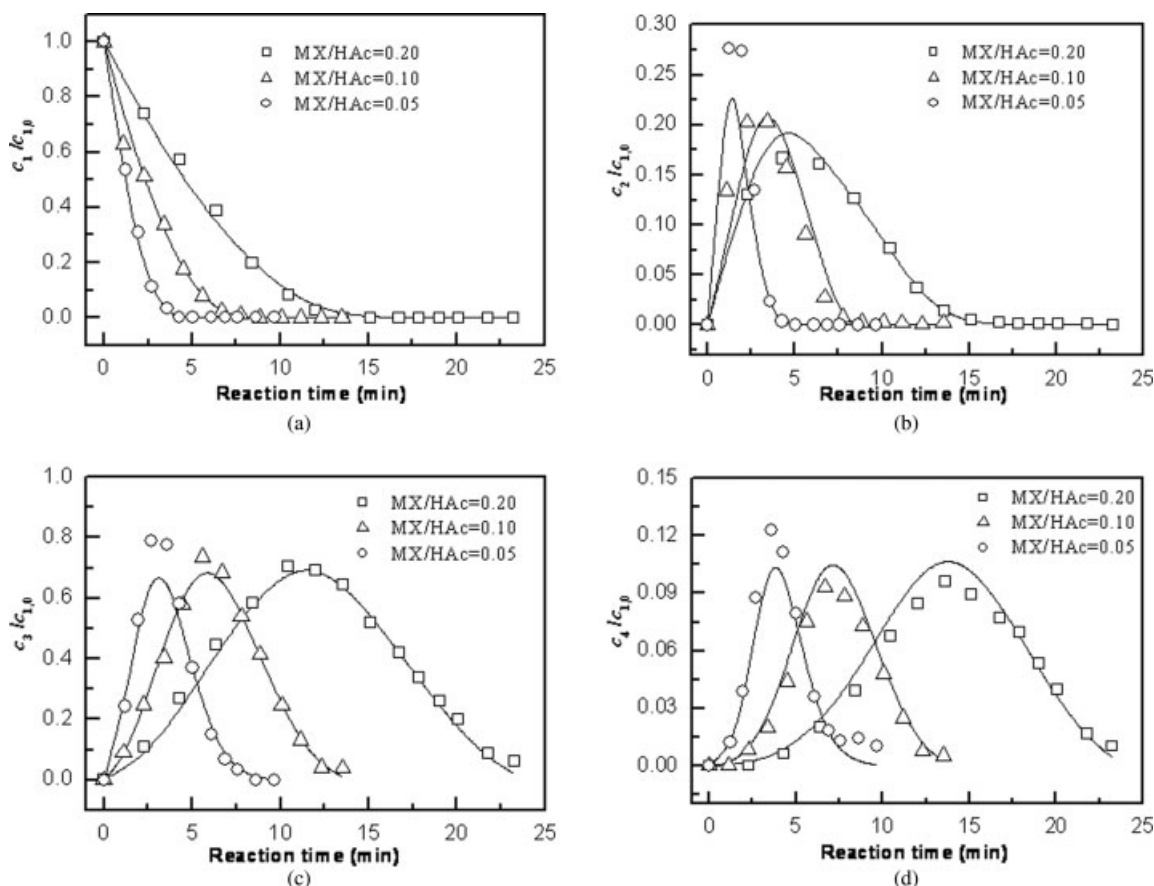 1.0
0.8
0.6
0.4
0.2
0.0
c1/c1,0
MX/HAc=0.20
MX/HAc=0.10
MX/HAc=0.05
0 5 10 15 20 25
Reaction time (min)
(a)
0.30
0.25
0.20
0.15
0.10
0.05
0.00
c2/c1,0
MX/HAc=0.20
MX/HAc=0.10
MX/HAc=0.05
0 5 10 15 20 25
Reaction time (min)
(b)
1.0
0.8
0.6
0.4
0.2
0.0
c3/c1,0
MX/HAc=0.20
MX/HAc=0.10
MX/HAc=0.05
0 5 10 15 20 25
Reaction time (min)
(c)
0.15
0.12
0.09
0.06
0.03
0.00
c4/c1,0
MX/HAc=0.20
MX/HAc=0.10
MX/HAc=0.05
0 5 10 15 20 25
Reaction time (min)
(d)